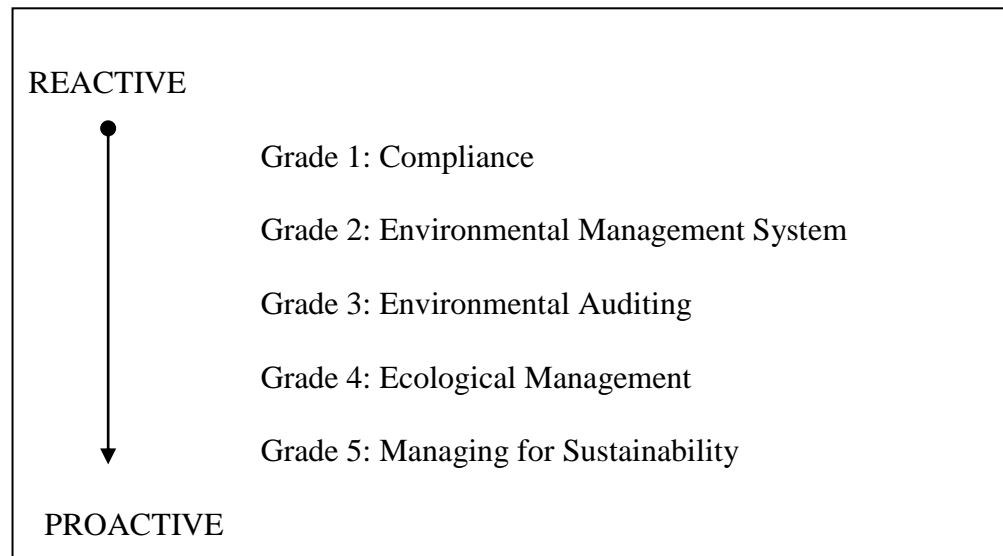 REACTIVE
Grade 1: Compliance
Grade 2: Environmental Management System
Grade 3: Environmental Auditing
Grade 4: Ecological Management
Grade 5: Managing for Sustainability
PROACTIVE